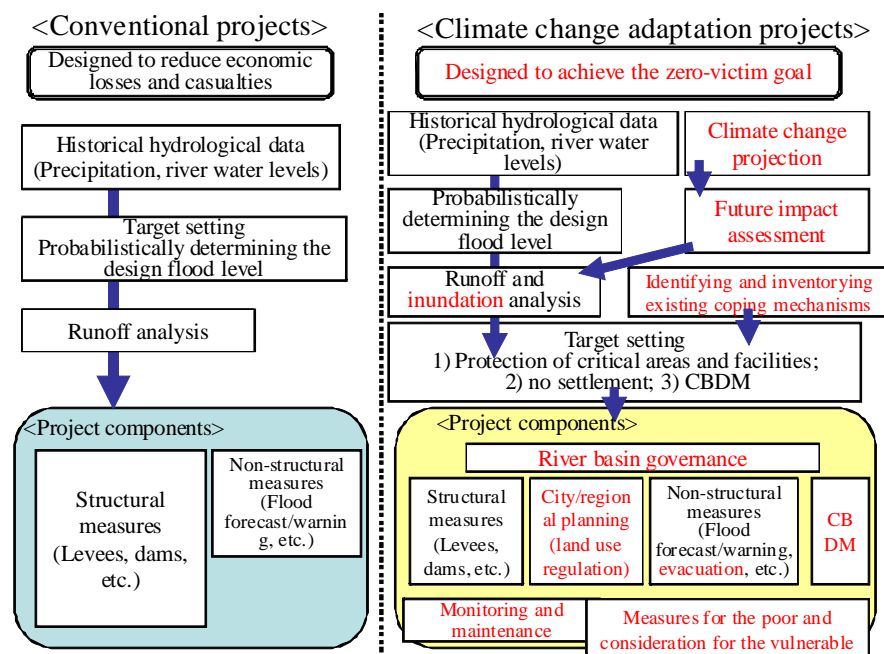 <Conventional projects>
Designed to reduce economic
losses and casualties
Historical hydrological data
(Precipitation, river water levels)
Target setting
Probabilistically determining the
design flood level
Runoff analysis
<Project components>
Structural
measures
(Levees, dams,
etc.)
Non-structural
measures
(Flood
forecast/warnin
g, etc.)
<Climate change adaptation projects>
Designed to achieve the zero-victim goal
Historical hydrological data
(Precipitation, river water
levels)
Climate change
projection
Probabilistically
determining the design
flood level
Future impact
assessment
Runoff and
inundation analysis
Identifying and inventorying
existing coping mechanisms
Target setting
1) Protection of critical areas and facilities;
2) no settlement; 3) CBDM
<Project components>
River basin governance
Structural
measures
(Levees,
dams, etc.)
City/region
al planning
(land use
regulation)
Non-structural
measures
(Flood
forecast/warning,
evacuation, etc.)
CB
DM
Monitoring and
maintenance
Measures for the poor and
consideration for the vulnerable